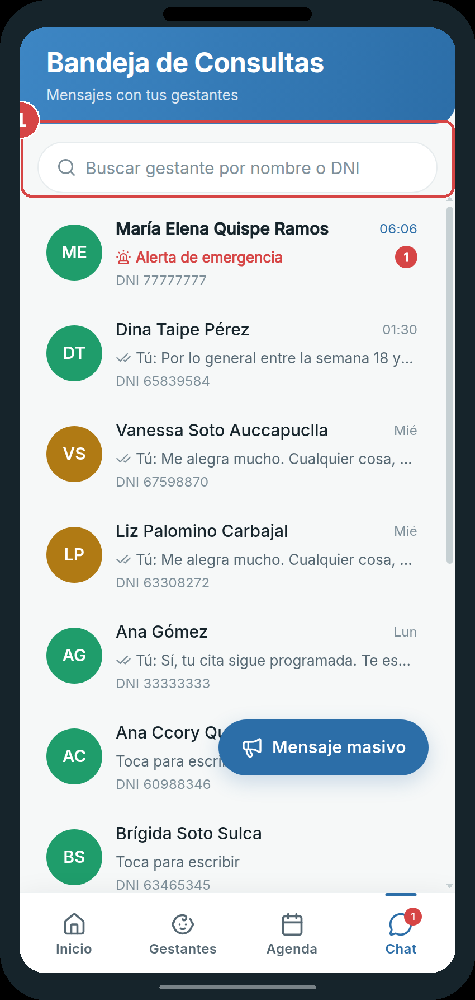 Bandeja de Consultas
Mensajes con tus gestantes
1
Buscar gestante por nombre o DNI
ME
María Elena Quispe Ramos
06:06
Alerta de emergencia
1
DNI 77777777
DT
Dina Taipe Pérez
01:30
Tú: Por lo general entre la semana 18 y...
DNI 65839584
VS
Vanessa Soto Auccapuclla
Mié
Tú: Me alegra mucho. Cualquier cosa, ...
DNI 67598870
LP
Liz Palomino Carbajal
Mié
Tú: Me alegra mucho. Cualquier cosa, ...
DNI 63308272
AG
Ana Gómez
Lun
Tú: Sí, tu cita sigue programada. Te es...
DNI 33333333
AC
Ana Ccory
Toca para
DNI 60988346
Mensaje masivo
BS
Brígida Soto Sulca
Toca para escribir
DNI 63465345
Inicio
Gestantes
Agenda
1
Chat